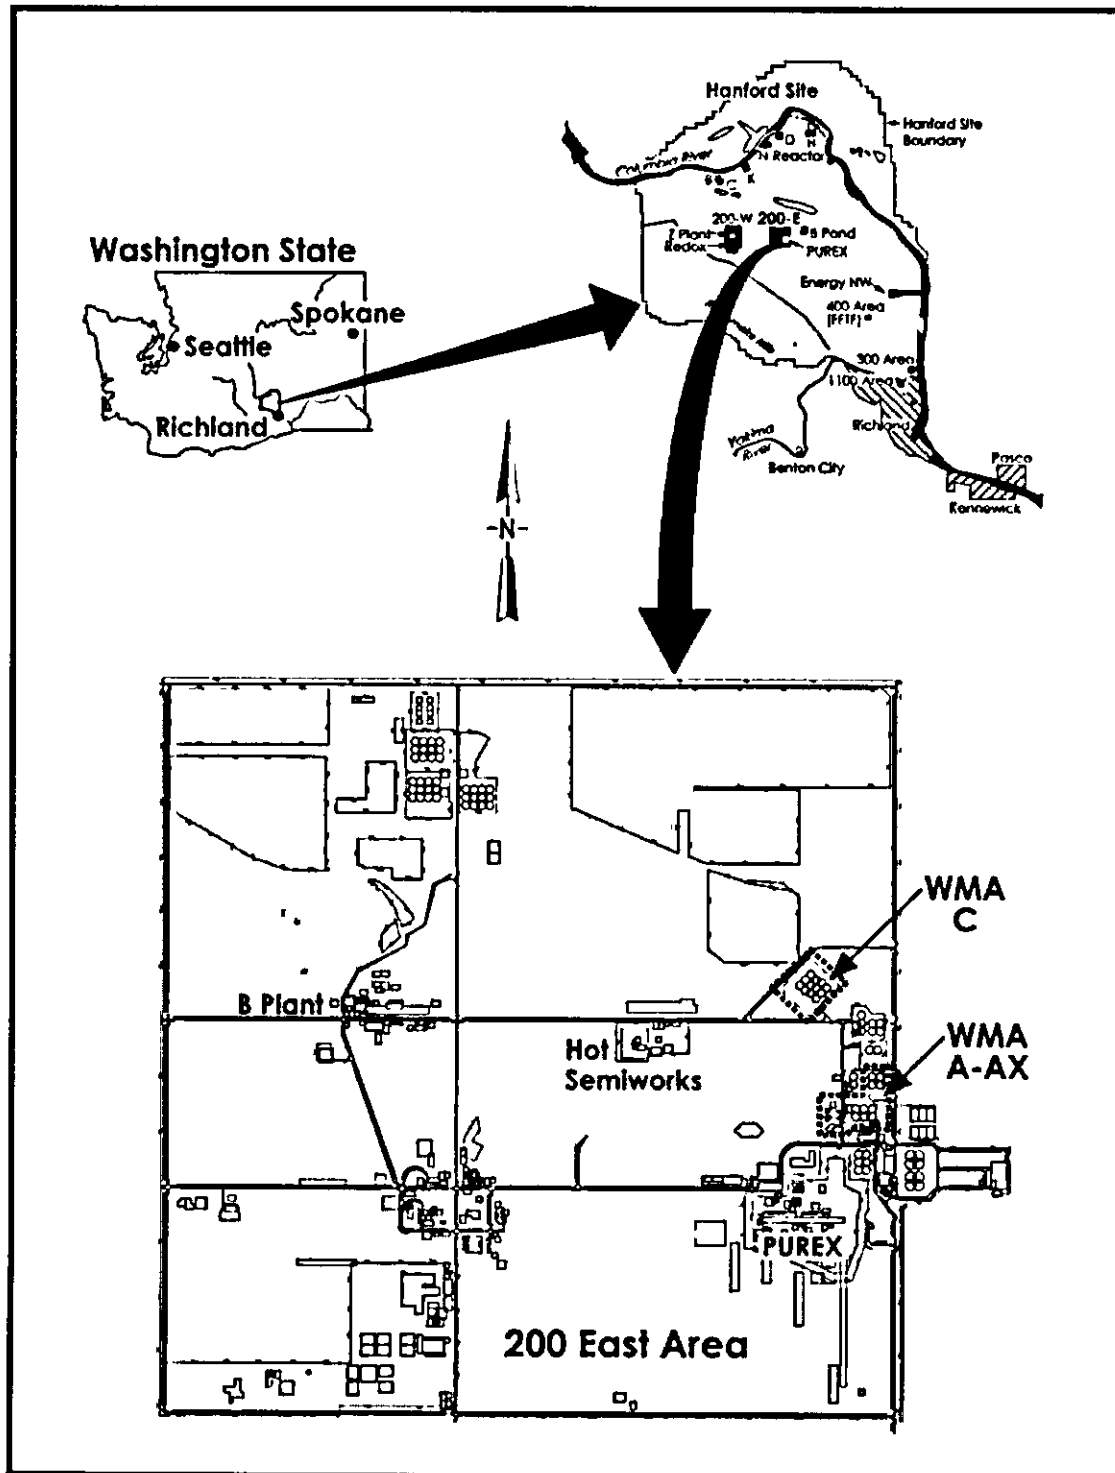 Hanford Site
Hanford Site
Boundary
Columbia River
D
H
N Reactor
B
C
K
200-W
200-E
Z Plant
Redox
B Pond
PUREX
Washington State
Energy NW
400 Area
(FFTF)
Spokane
Seattle
300 Area
1100 Area
Richland
Richland
Yakima
River
Benton City
Pasco
Kennewick
-N-
WMA
C
B Plant
Hot
Semiworks
WMA
A-AX
PUREX
200 East Area